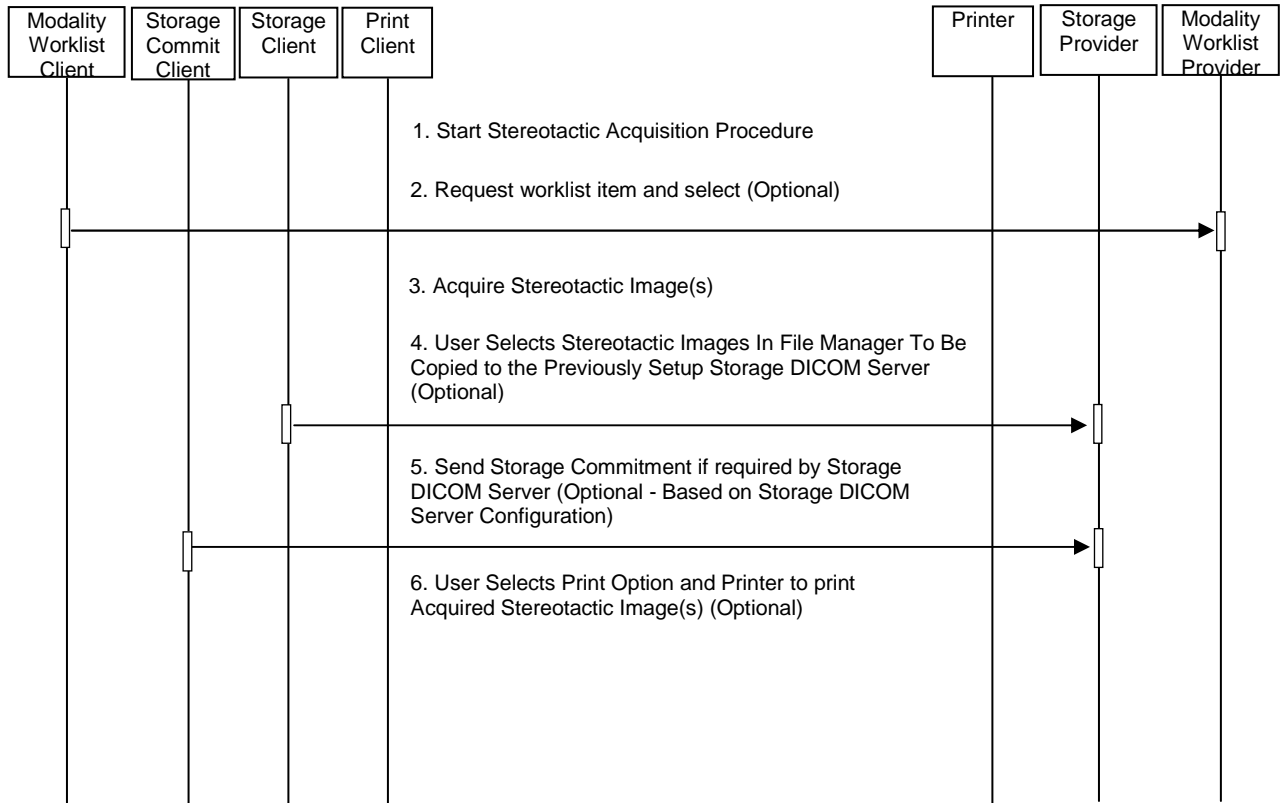 Modality
Worklist
Client
Storage
Commit
Client
Storage
Client
Print
Client
Printer
Storage
Provider
Modality
Worklist
Provider
1. Start Stereotactic Acquisition Procedure
2. Request worklist item and select (Optional)
3. Acquire Stereotactic Image(s)
4. User Selects Stereotactic Images In File Manager To Be
Copied to the Previously Setup Storage DICOM Server
(Optional)
5. Send Storage Commitment if required by Storage
DICOM Server (Optional - Based on Storage DICOM
Server Configuration)
6. User Selects Print Option and Printer to print
Acquired Stereotactic Image(s) (Optional)